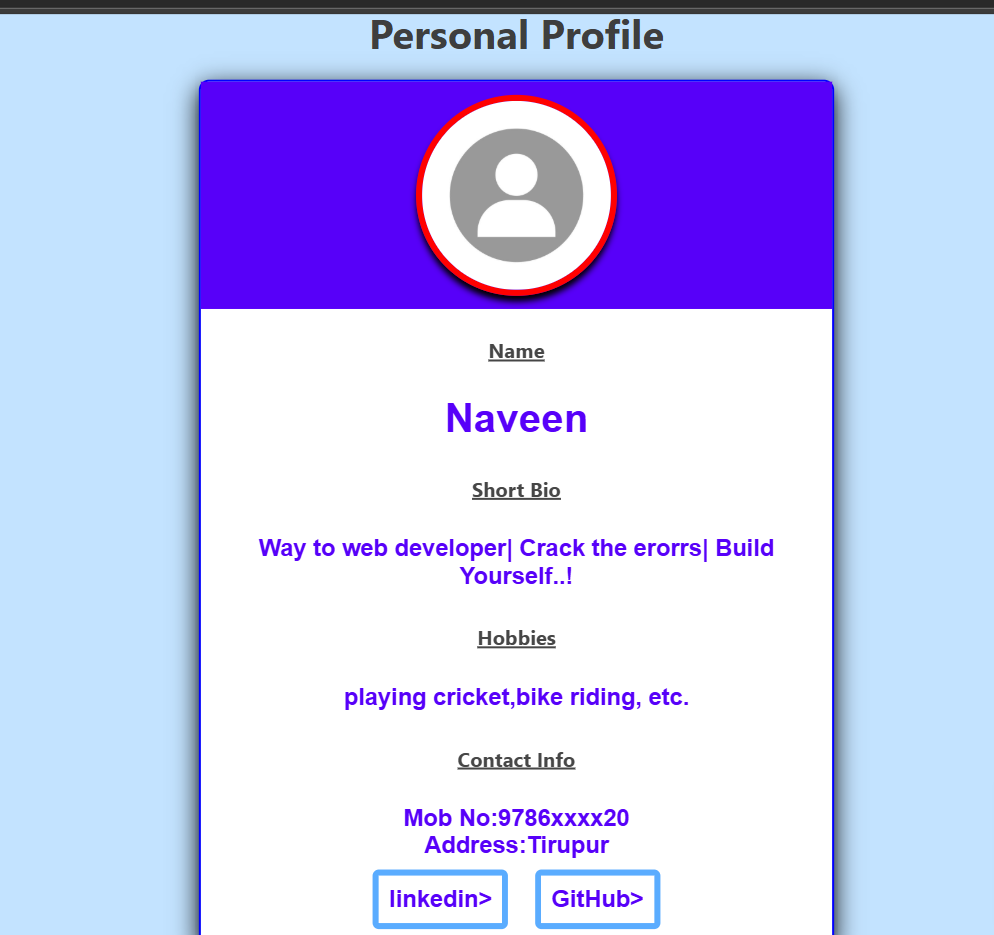 Personal Profile
Name
Naveen
Short Bio
Way to web developer| Crack the erorrs| Build
Yourself..!
Hobbies
playing cricket,bike riding, etc.
Contact Info
Mob No:9786xxxx20
Address:Tirupur
linkedin> GitHub>